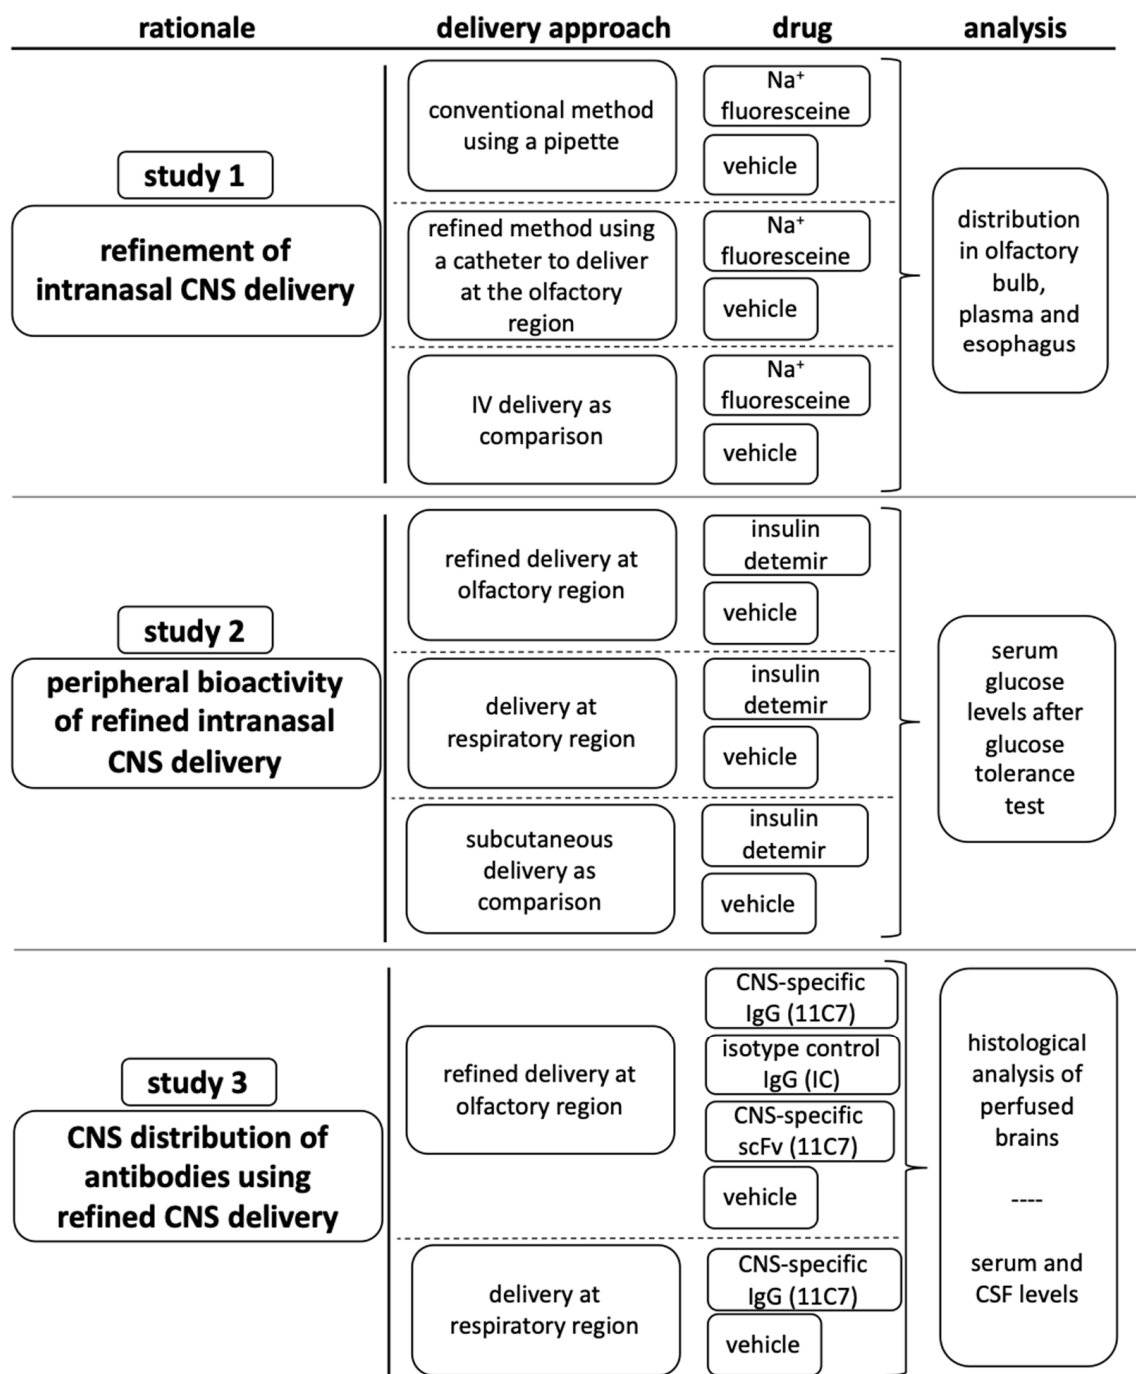 rationale
delivery approach
drug
analysis
study 1
refinement of
intranasal CNS delivery
conventional method
using a pipette
Na⁺
fluoresceine
vehicle
refined method using
a catheter to deliver
at the olfactory
region
Na⁺
fluoresceine
vehicle
IV delivery as
comparison
Na⁺
fluoresceine
vehicle
distribution
in olfactory
bulb,
plasma and
esophagus
study 2
peripheral bioactivity
of refined intranasal
CNS delivery
refined delivery at
olfactory region
insulin
detemir
vehicle
delivery at
respiratory region
insulin
detemir
vehicle
subcutaneous
delivery as
comparison
insulin
detemir
vehicle
serum
glucose
levels after
glucose
tolerance
test
study 3
CNS distribution of
antibodies using
refined CNS delivery
refined delivery at
olfactory region
CNS-specific
IgG (11C7)
isotype control
IgG (IC)
CNS-specific
scFv (11C7)
vehicle
delivery at
respiratory region
CNS-specific
IgG (11C7)
vehicle
histological
analysis of
perfused
brains
----
serum and
CSF levels